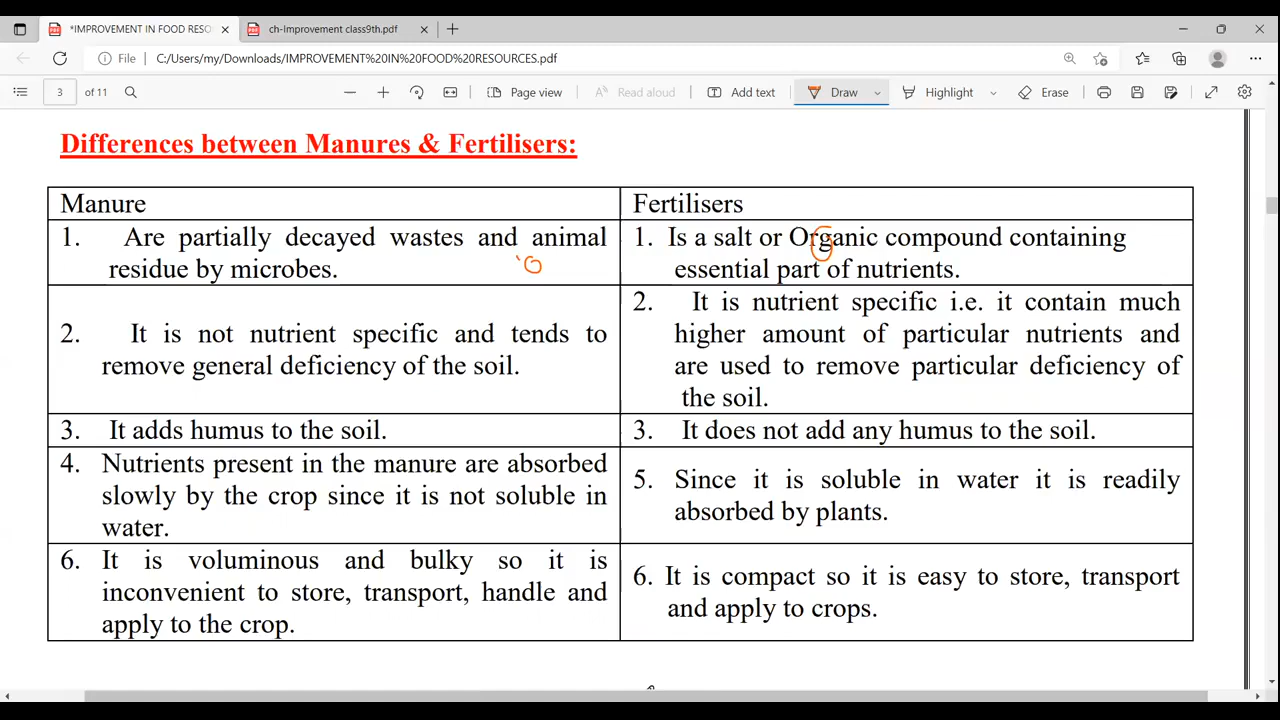 *IMPROVEMENT IN FOOD RESO
ch-Improvement class9th.pdf
File C:/Users/my/Downloads/IMPROVEMENT%20IN%20FOOD%20RESOURCES.pdf
3 of 11 Page view Read aloud Add text Draw Highlight Erase
Differences between Manures & Fertilisers:
Manure
Fertilisers
1. Are partially decayed wastes and animal
residue by microbes.
1. Is a salt or Organic compound containing
essential part of nutrients.
2. It is not nutrient specific and tends to
remove general deficiency of the soil.
2. It is nutrient specific i.e. it contain much
higher amount of particular nutrients and
are used to remove particular deficiency of
the soil.
3. It adds humus to the soil.
3. It does not add any humus to the soil.
4. Nutrients present in the manure are absorbed
slowly by the crop since it is not soluble in
water.
5. Since it is soluble in water it is readily
absorbed by plants.
6. It is voluminous and bulky so it is
inconvenient to store, transport, handle and
apply to the crop.
6. It is compact so it is easy to store, transport
and apply to crops.